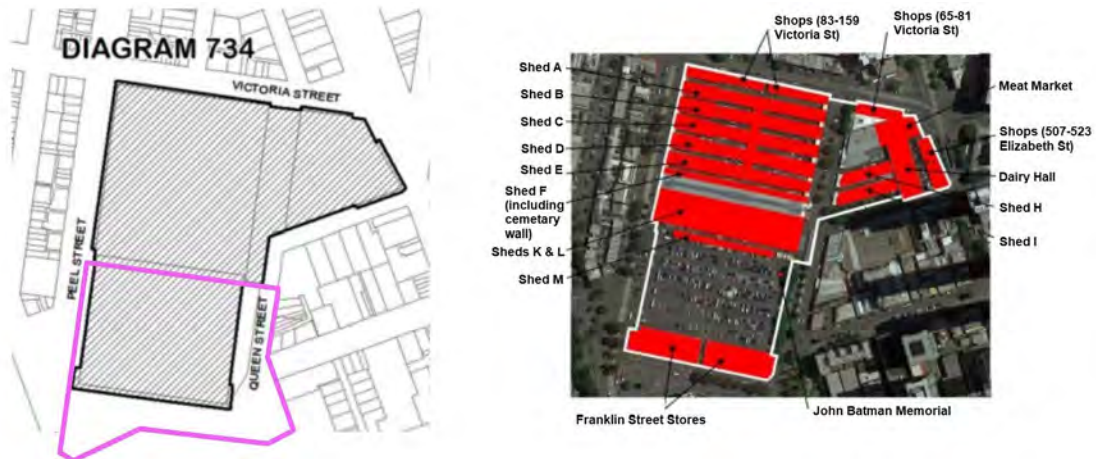 DIAGRAM 734
VICTORIA STREET
PEEL STREET
QUEEN STREET
Shops (83-159
Victoria St)
Shops (65-81
Victoria St)
Shed A
Shed B
Shed C
Shed D
Shed E
Shed F
(including
cemetary
wall)
Sheds K & L
Shed M
Meat Market
Shops (507-523
Elizabeth St)
Dairy Hall
Shed H
Shed I
Franklin Street Stores
John Batman Memorial